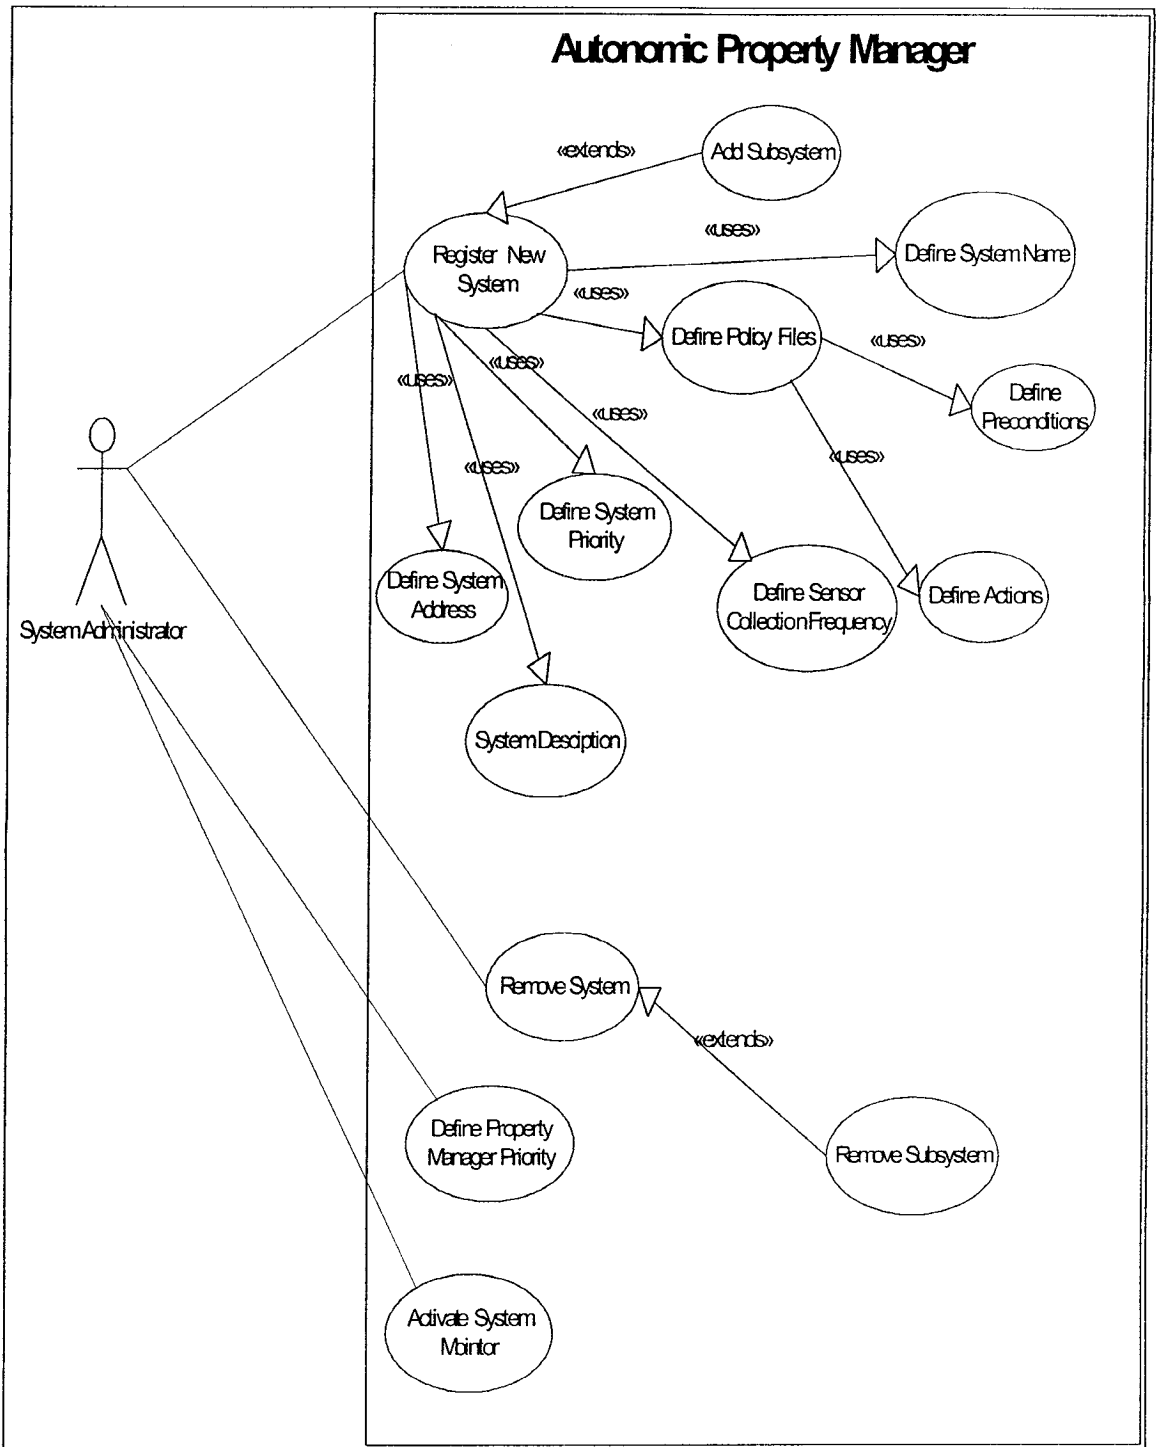 Autonomic Property Manager
«extends»
Add Subsystem
«uses»
Define System Name
Register New
System
«uses»
Define Policy Files
«uses»
Define
Preconditions
«uses»
«uses»
«uses»
«uses»
«uses»
Define System
Priority
Define System
Address
Define Sensor
Collection Frequency
Define Actions
System Administrator
System Desciption
Remove System
«extends»
Define Property
Manager Priority
Remove Subsystem
Activate System
Mointor